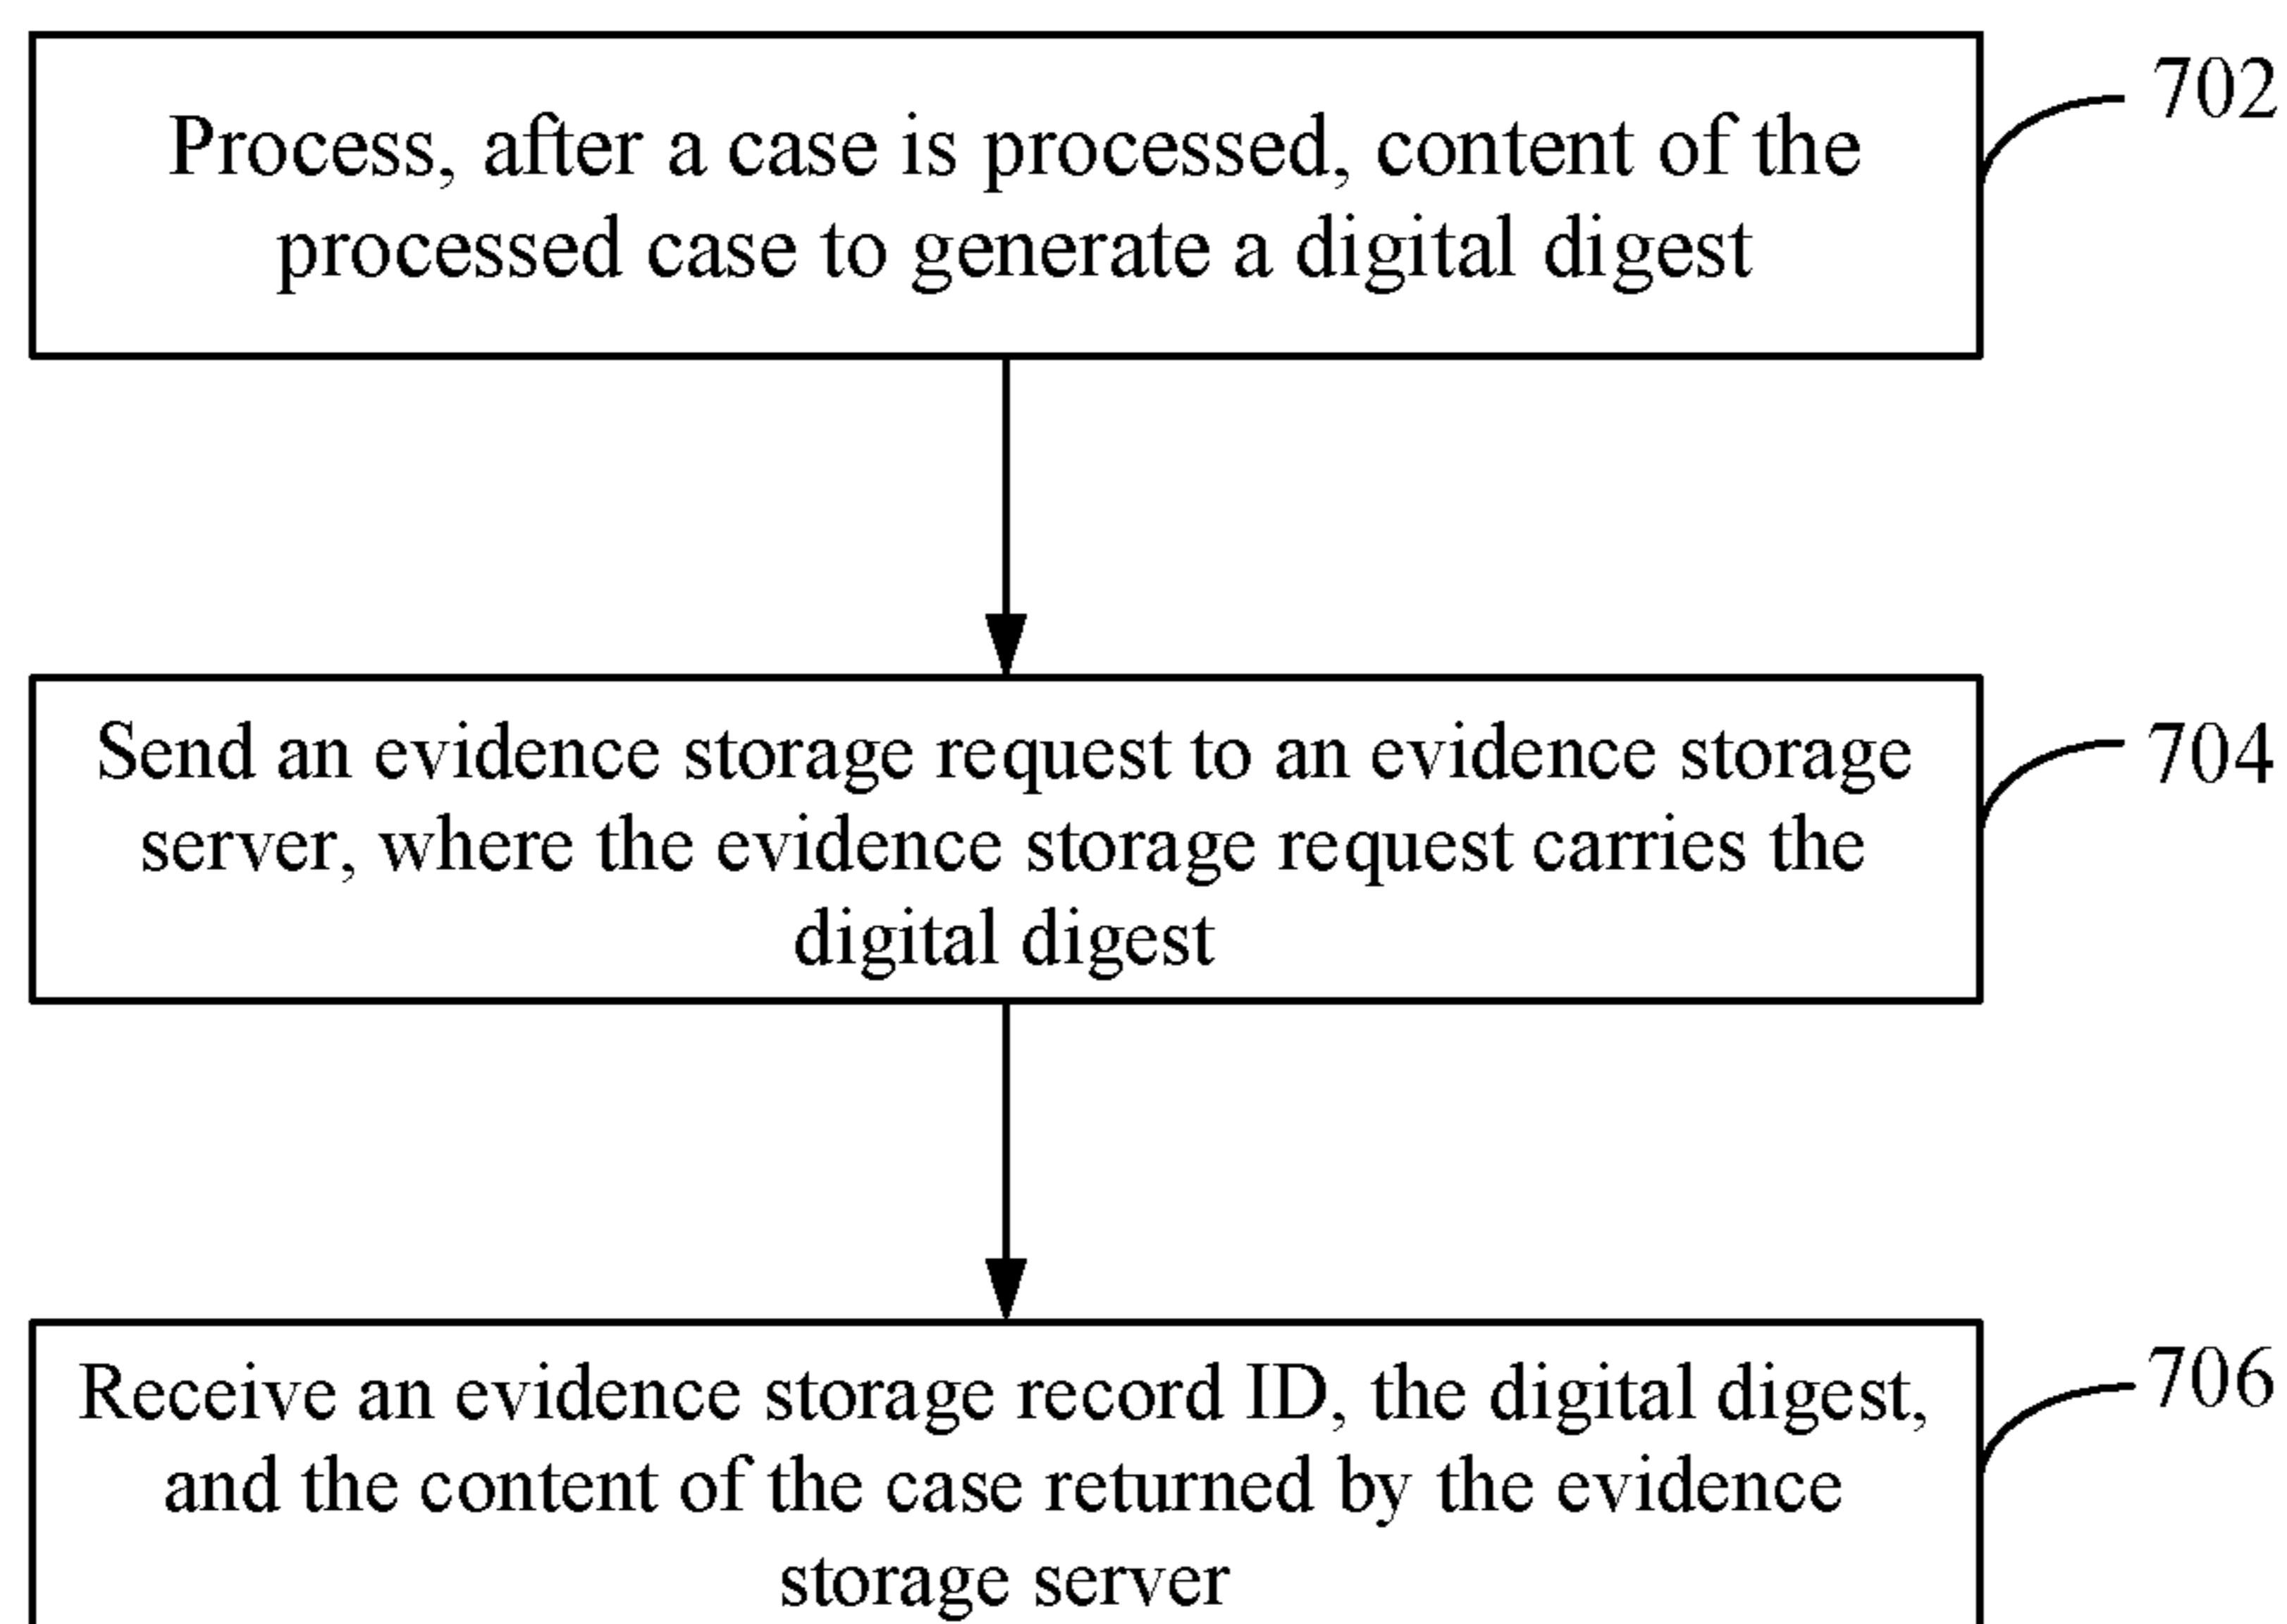 Process, after a case is processed, content of the
processed case to generate a digital digest
702
Send an evidence storage request to an evidence storage
server, where the evidence storage request carries the
digital digest
704
Receive an evidence storage record ID, the digital digest,
and the content of the case returned by the evidence
storage server
706